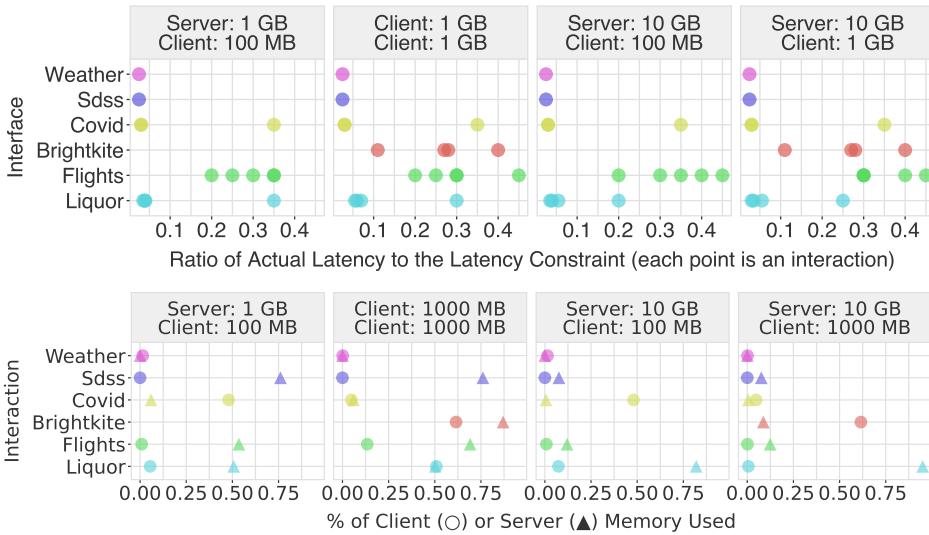 Server: 1 GB
Client: 100 MB
Client: 1 GB
Client: 1 GB
Server: 10 GB
Client: 100 MB
Server: 10 GB
Client: 1 GB
Interface
Weather
Sdss
Covid
Brightkite
Flights
Liquor
0.1 0.2 0.3 0.4
0.1 0.2 0.3 0.4
0.1 0.2 0.3 0.4
0.1 0.2 0.3 0.4
Ratio of Actual Latency to the Latency Constraint (each point is an interaction)
Server: 1 GB
Client: 100 MB
Client: 1000 MB
Client: 1000 MB
Server: 10 GB
Client: 100 MB
Server: 10 GB
Client: 1000 MB
Interaction
Weather
Sdss
Covid
Brightkite
Flights
Liquor
0.00 0.25 0.50 0.75
0.00 0.25 0.50 0.75
0.00 0.25 0.50 0.75
0.00 0.25 0.50 0.75
% of Client (○) or Server (▲) Memory Used